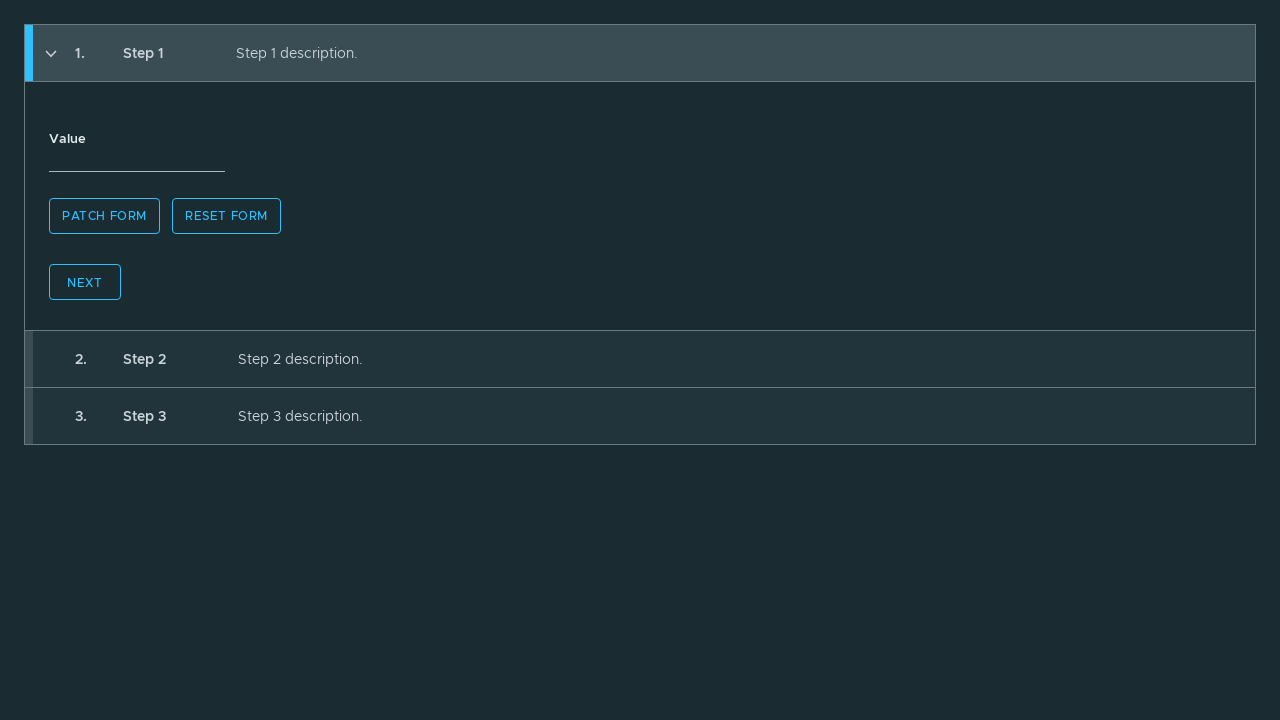 1. Step 1 Step 1 description.
Value
PATCH FORM RESET FORM
NEXT
2. Step 2 Step 2 description.
3. Step 3 Step 3 description.